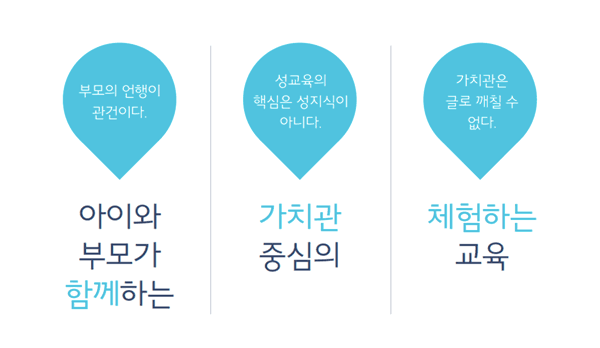 부모의 언행이
관건이다.
아이와
부모가
함께하는
성교육의
핵심은 성지식이
아니다.
가치관
중심의
가치관은
글로 깨칠 수
없다.
체험하는
교육